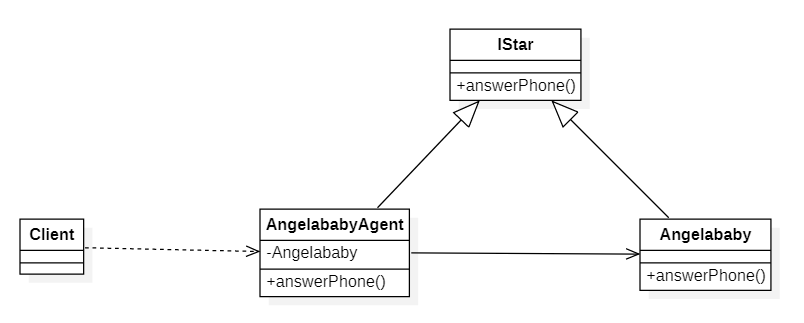 IStar
+answerPhone()
Client
AngelababyAgent
-Angelababy
+answerPhone()
Angelababy
+answerPhone()